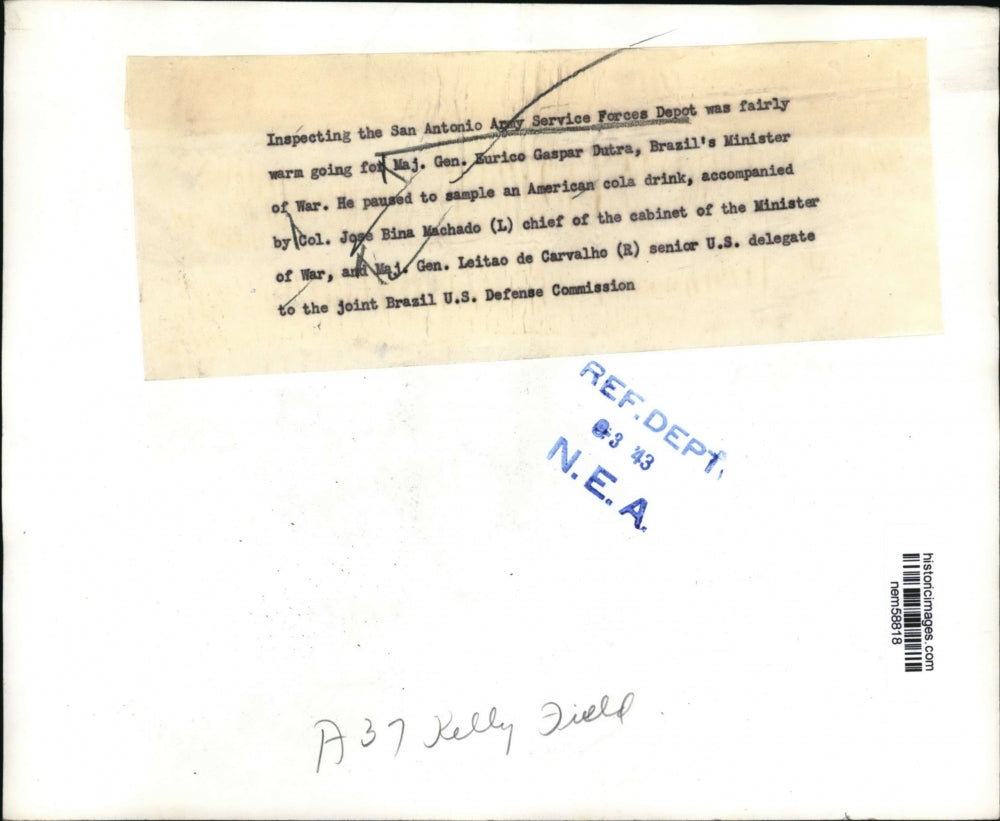 Inspecting the San Antonio Army Service Forces Depot was fairly
warm going for Maj. Gen. Eurico Gaspar Dutra, Brazil's Minister
of War. He paused to sample an American cola drink, accompanied
by Col. Jose Bina Machado (L) chief of the cabinet of the Minister
of War, and Maj. Gen. Leitao de Carvalho (R) senior U.S. delegate
to the joint Brazil U.S. Defense Commission
REF. DEPT.
'43
N.E.A.
historicimages.com
nem58818
A 37 Kelly Field